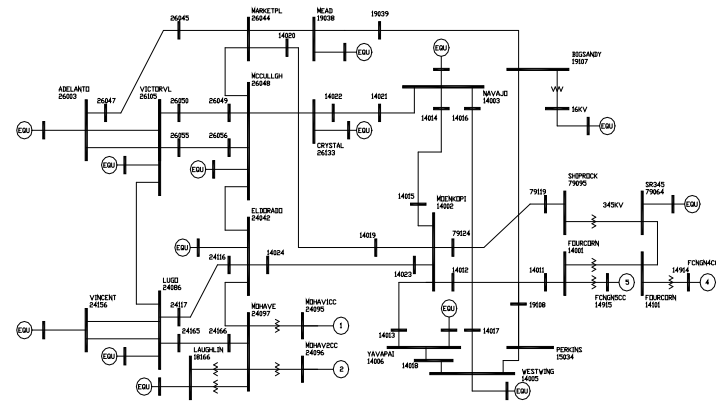 26045
MARKETPL
26044
14020
MEAD
19038
19039
EQU
EQU
BIGSANDY
19107
ADELANTO
26003
26047
VICTORVL
26105
26050
26049
MCCULLGH
26048
14022
14021
NAVAJO
14003
16KV
EQU
EQU
EQU
CRYSTAL
26133
14014
14016
26055
26056
EQU
EQU
SHIPROCK
79095
SR345
79064
79119
345KV
EQU
14015
MOENKOPI
14002
ELDORADO
24042
14019
79124
FOURCORN
14001
EQU
24116
14024
14023
14012
14011
FCNGN4CC
14914
4
5
FCNGN5CC
14915
FOURCORN
14101
LUGO
24086
VINCENT
24156
24117
MOHAVE
24097
MOHAV1CC
24095
EQU
19108
EQU
24165
24166
1
14013
14017
LAUGHLIN
18166
MOHAV2CC
24096
YAVAPAI
14006
14018
PERKINS
15034
EQU
2
WESTWING
14005
EQU
EQU